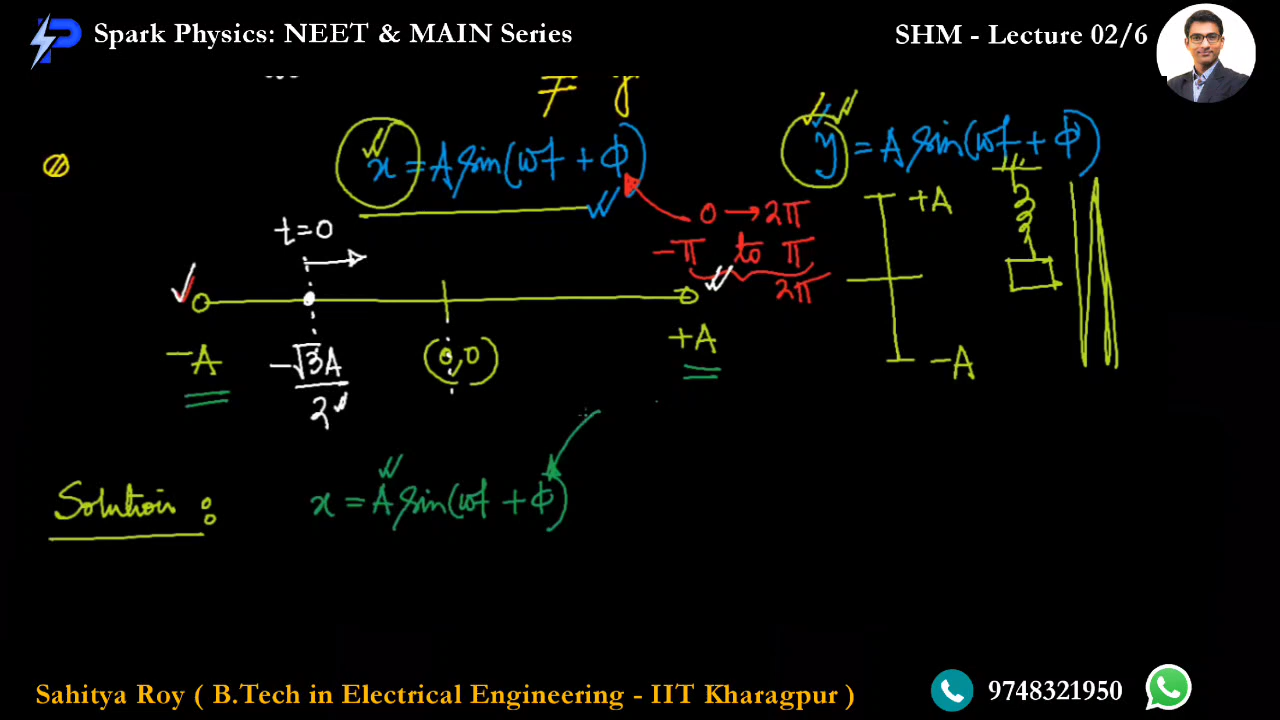 Spark Physics: NEET & MAIN Series
SHM - Lecture 02/6
x = A sin(ωt + ϕ)
y = A sin(ωt + ϕ)
0 → 2π
-π to π
2π
t=0
-A
-√3A/2
(0,0)
+A
+A
-A
Solution :
x = A sin(ωt + ϕ)
Sahitya Roy ( B.Tech in Electrical Engineering - IIT Kharagpur )
9748321950